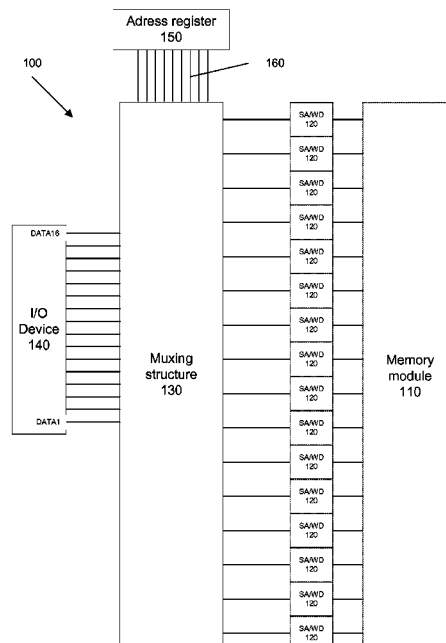 Adress register
150
160
100
SA/WD
120
SA/WD
120
SA/WD
120
SA/WD
120
SA/WD
120
SA/WD
120
SA/WD
120
SA/WD
120
SA/WD
120
SA/WD
120
SA/WD
120
SA/WD
120
SA/WD
120
SA/WD
120
SA/WD
120
SA/WD
120
DATA16
I/O
Device
140
DATA1
Muxing
structure
130
Memory
module
110